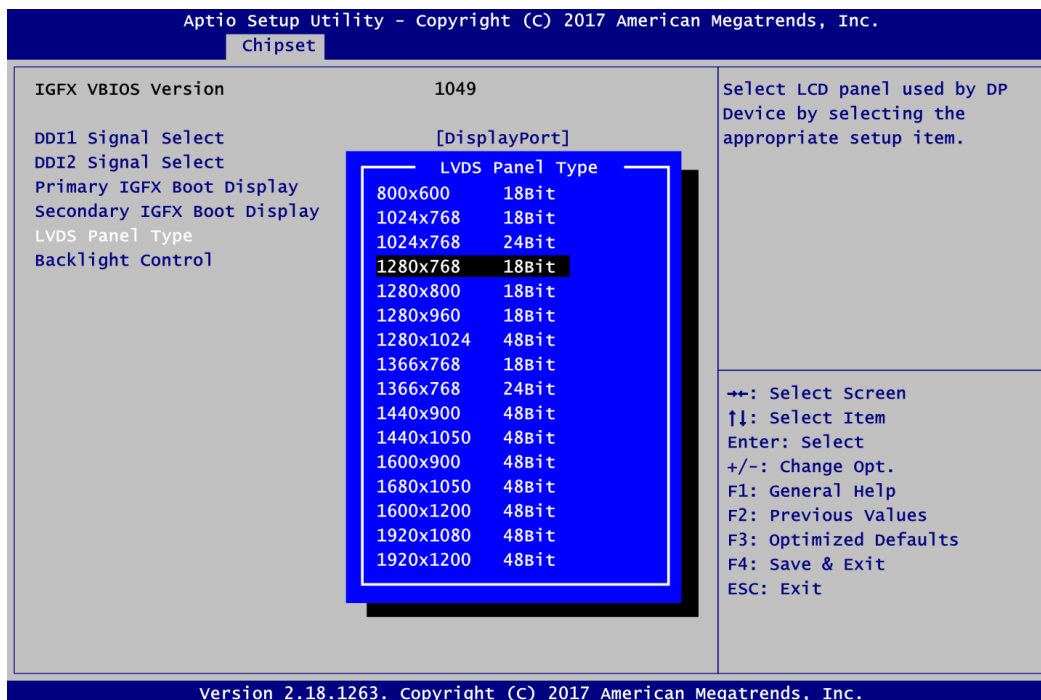 Aptio Setup Utility - Copyright (C) 2017 American Megatrends, Inc.
Chipset
IGFX VBIOS Version 1049
DDI1 Signal Select [DisplayPort]
DDI2 Signal Select
Primary IGFX Boot Display
Secondary IGFX Boot Display
LVDS Panel Type
Backlight Control
LVDS Panel Type
800x600 18Bit
1024x768 18Bit
1024x768 24Bit
1280x768 18Bit
1280x800 18Bit
1280x960 18Bit
1280x1024 48Bit
1366x768 18Bit
1366x768 24Bit
1440x900 48Bit
1440x1050 48Bit
1600x900 48Bit
1680x1050 48Bit
1600x1200 48Bit
1920x1080 48Bit
1920x1200 48Bit
Select LCD panel used by DP
Device by selecting the
appropriate setup item.
→←: Select Screen
↑↓: Select Item
Enter: Select
+/-: Change Opt.
F1: General Help
F2: Previous Values
F3: Optimized Defaults
F4: Save & Exit
ESC: Exit
Version 2.18.1263. Copyright (C) 2017 American Megatrends, Inc.